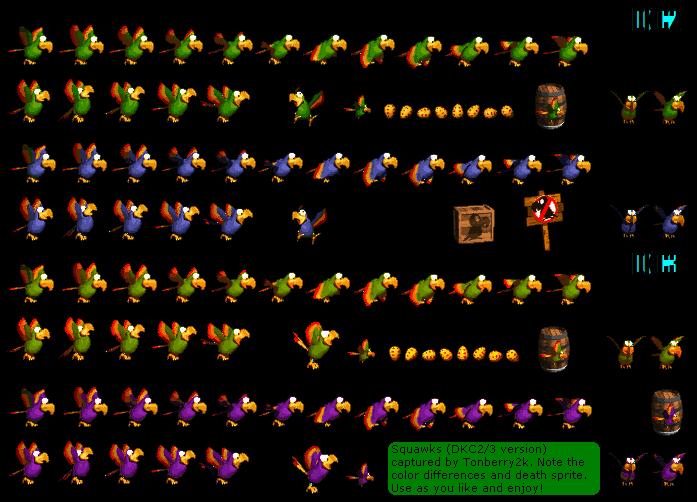 Squawks (DKC2/3 version)
captured by Tonberry2k. Note the
color differences and death sprite.
Use as you like and enjoy!